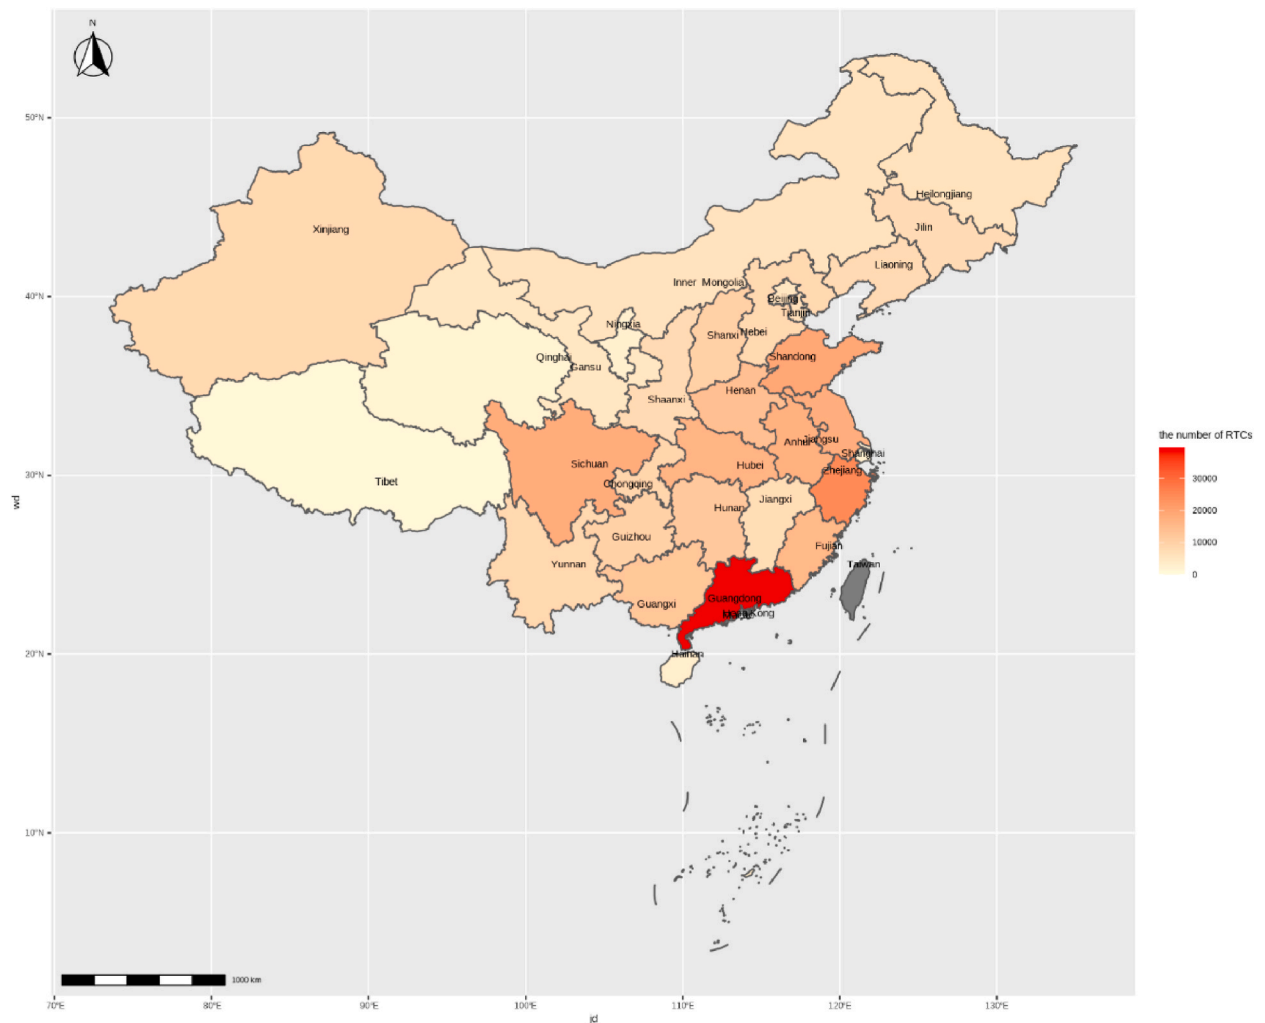 N
50°N
40°N
30°N
20°N
10°N
wd
Heilongjiang
Jilin
Xinjiang
Liaoning
Inner Mongolia
Beijing
Tianjin
Ningxia
Shanxi
Hebei
Qinghai
Gansu
Shandong
Henan
Shaanxi
Anhui
Jiangsu
Shanghai
Sichuan
Hubei
Zhejiang
Tibet
Chongqing
Jiangxi
Hunan
Guizhou
Fujian
Yunnan
Taiwan
Guangxi
Guangdong
Kong
Hainan
the number of RTCs
30000
20000
10000
0
1000 km
70°E
80°E
90°E
100°E
110°E
120°E
130°E
jd